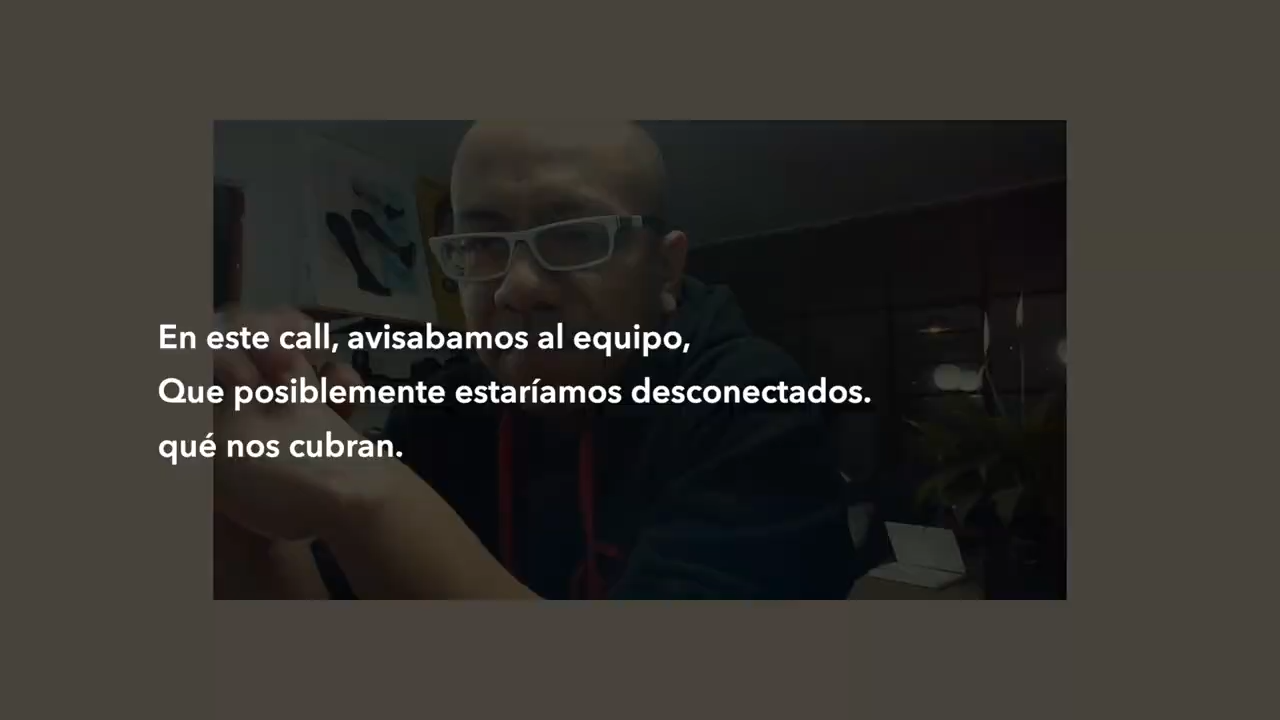 En este call, avisabamos al equipo,
Que posiblemente estaríamos desconectados.
qué nos cubran.